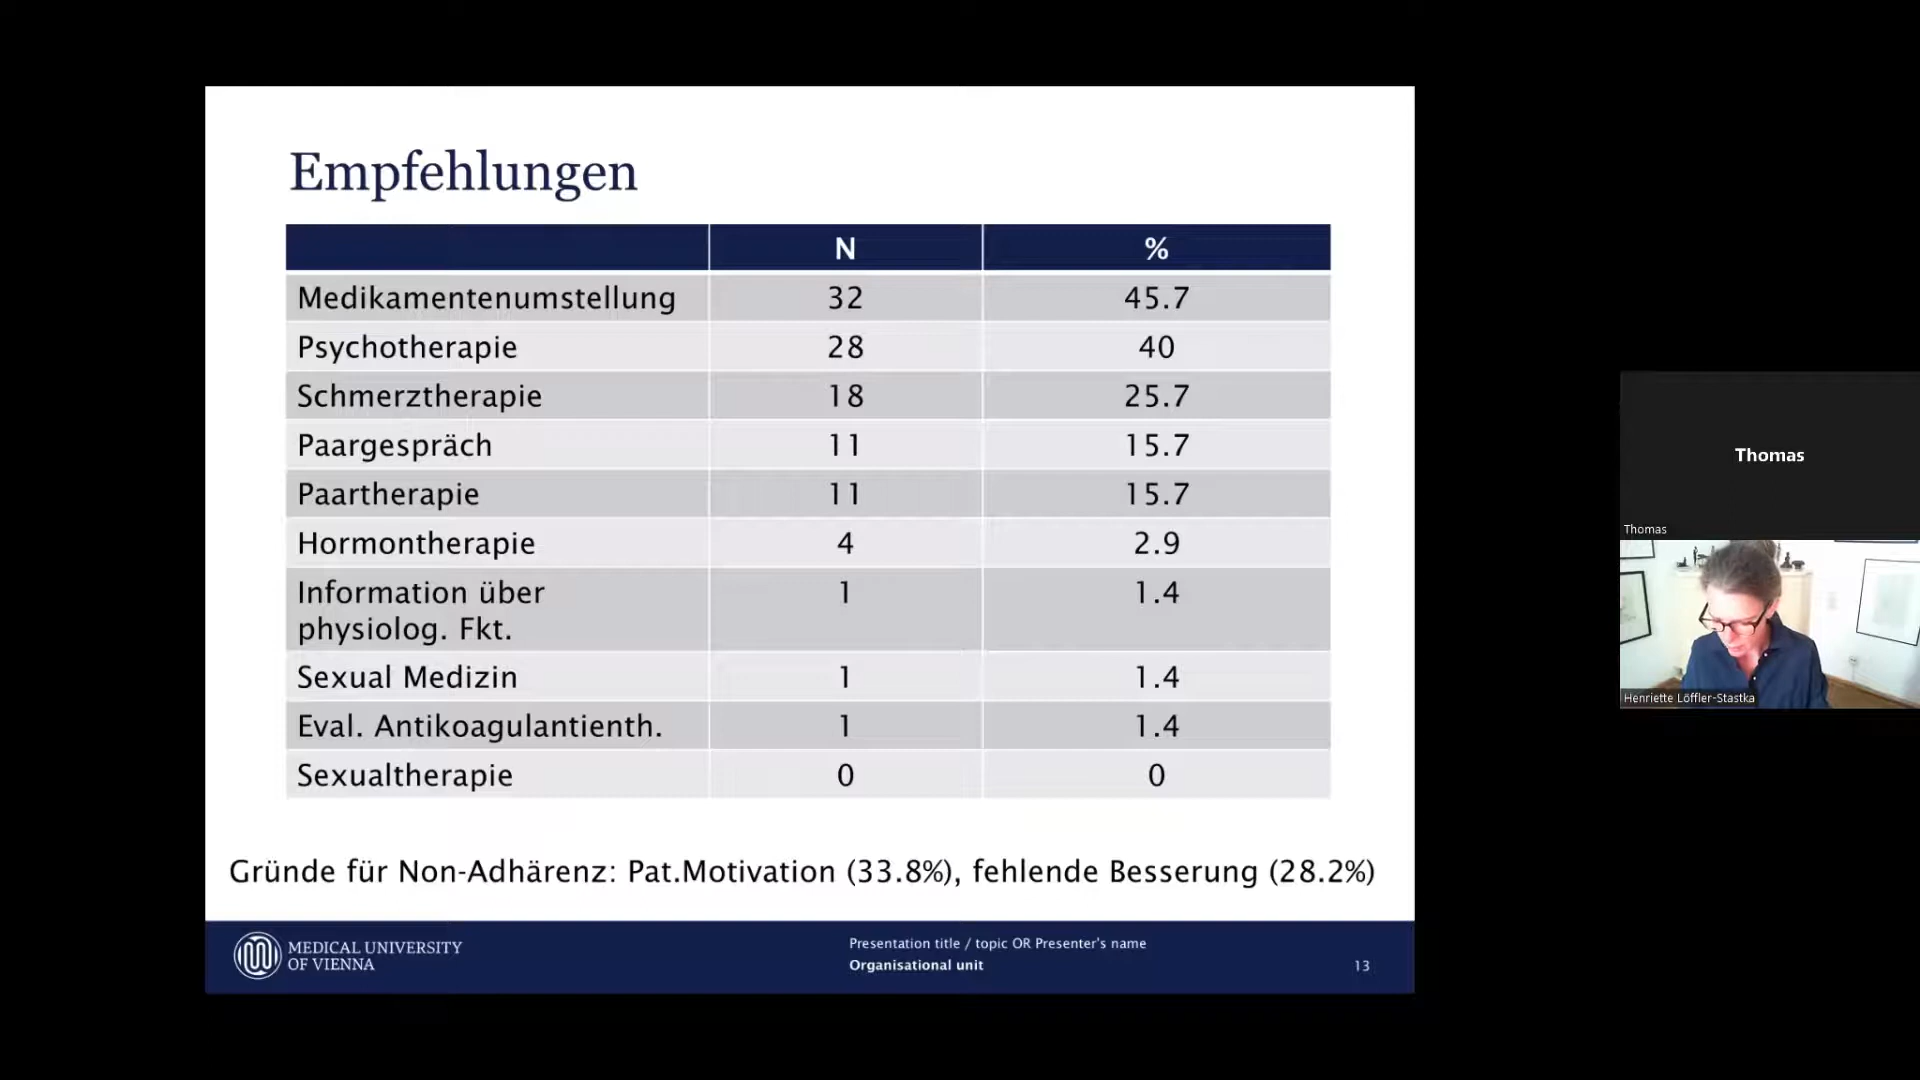 Empfehlungen
N %
Medikamentenumstellung 32 45.7
Psychotherapie 28 40
Schmerztherapie 18 25.7
Paargespräch 11 15.7
Paartherapie 11 15.7
Hormontherapie 4 2.9
Information über 1 1.4
physiolog. Fkt.
Sexual Medizin 1 1.4
Eval. Antikoagulantienth. 1 1.4
Sexualtherapie 0 0
Gründe für Non-Adhärenz: Pat.Motivation (33.8%), fehlende Besserung (28.2%)
MEDICAL UNIVERSITY
OF VIENNA
Presentation title / topic OR Presenter's name
Organisational unit
13
Thomas
Thomas
Henriette Löffler-Stastka